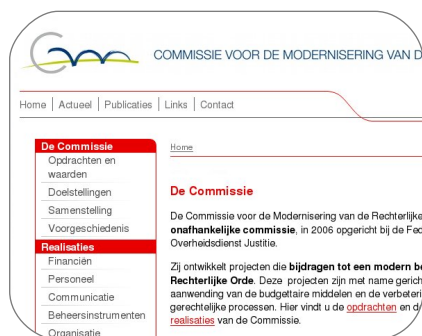 COMMISSIE VOOR DE MODERNISERING VAN D
Home | Actueel | Publicaties | Links | Contact
De Commissie
Opdrachten en
waarden
Doelstellingen
Samenstelling
Voorgeschiedenis
Realisaties
Financiën
Personeel
Communicatie
Beheersinstrumenten
Organisatie
Home
De Commissie
De Commissie voor de Modernisering van de Rechterlijke
onafhankelijke commissie, in 2006 opgericht bij de Fed
Overheidsdienst Justitie.
Zij ontwikkelt projecten die bijdragen tot een modern be
Rechterlijke Orde. Deze projecten zijn met name gerich
aanwending van de budgettaire middelen en de verbeteri
gerechtelijke processen. Hier vindt u de opdrachten en d
realisaties van de Commissie.